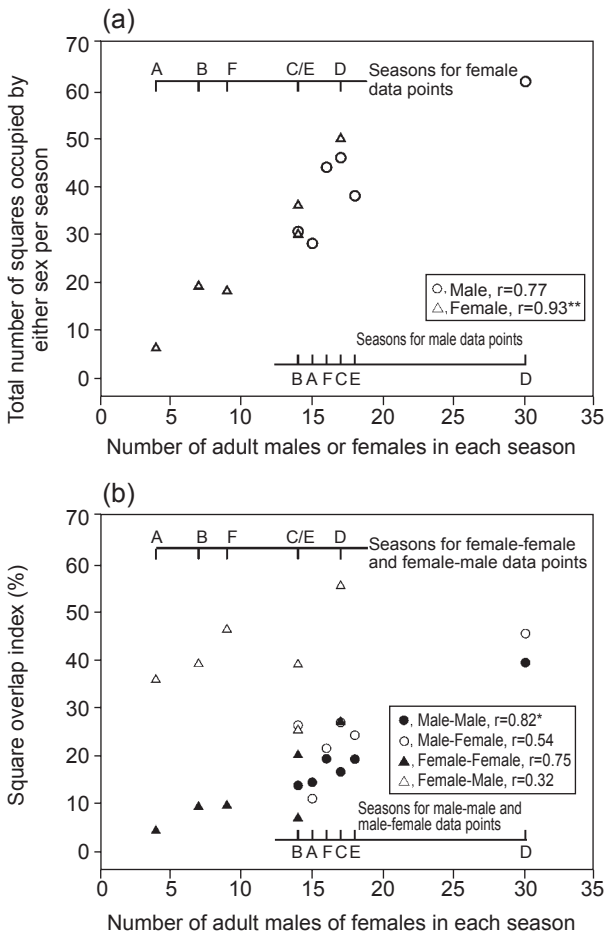 (a)
Total number of squares occupied by
either sex per season
70
60
50
40
30
20
10
0
A B F C/E D
Seasons for female
data points
○, Male, r=0.77
△, Female, r=0.93**
Seasons for male data points
B A F C E D
0 5 10 15 20 25 30 35
Number of adult males or females in each season
(b)
Square overlap index (%)
70
60
50
40
30
20
10
0
A B F C/E D
Seasons for female-female
and female-male data points
●, Male-Male, r=0.82*
○, Male-Female, r=0.54
▲, Female-Female, r=0.75
△, Female-Male, r=0.32
Seasons for male-male and
male-female data points
B A F C E D
0 5 10 15 20 25 30 35
Number of adult males of females in each season